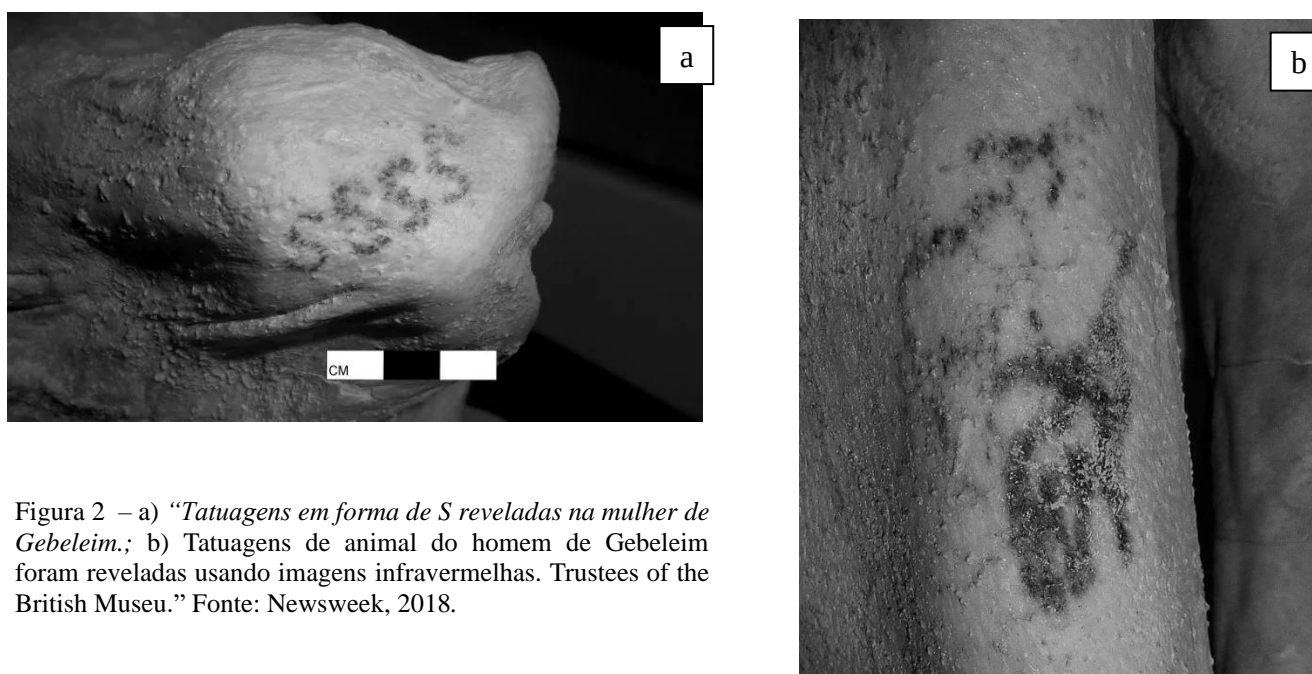 a
b
CM
Figura 2 – a) “Tatuagens em forma de S reveladas na mulher de
Gebeleim.; b) Tatuagens de animal do homem de Gebeleim
foram reveladas usando imagens infravermelhas. Trustees of the
British Museu.” Fonte: Newsweek, 2018.